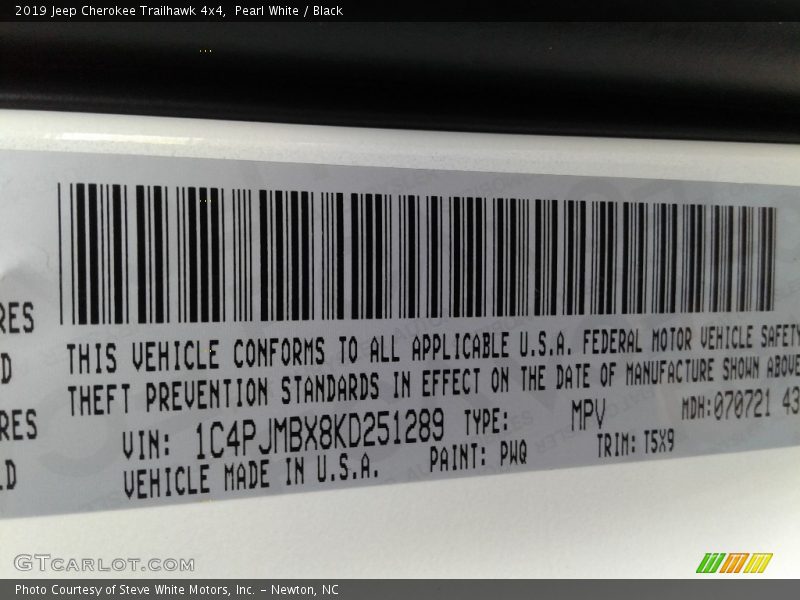 2019 Jeep Cherokee Trailhawk 4x4,  Pearl White / Black
RES
D
RES
D
THIS VEHICLE CONFORMS TO ALL APPLICABLE U.S.A. FEDERAL MOTOR VEHICLE SAFETY
THEFT PREVENTION STANDARDS IN EFFECT ON THE DATE OF MANUFACTURE SHOWN ABOVE
VIN: 1C4PJMBX8KD251289 TYPE: MPV MDH:070721 43
VEHICLE MADE IN U.S.A. PAINT: PWQ TRIM: T5X9
GTCARLOT.COM
Photo Courtesy of Steve White Motors, Inc. – Newton, NC